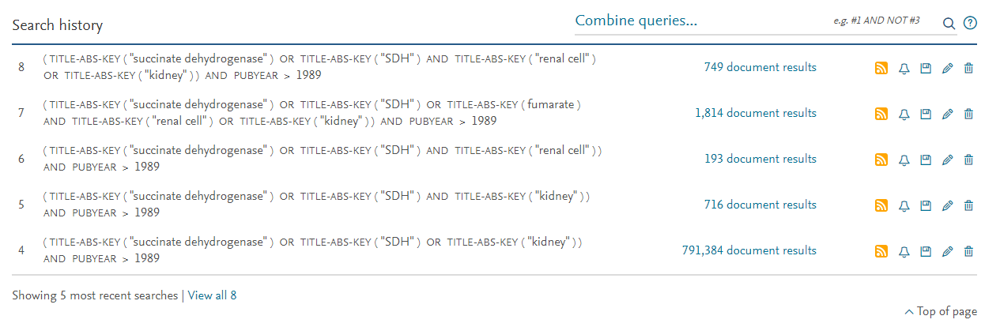 Search history
Combine queries... e.g. #1 AND NOT #3
8 ( TITLE-ABS-KEY ( "succinate dehydrogenase" ) OR TITLE-ABS-KEY ( "SDH" ) AND TITLE-ABS-KEY ( "renal cell" )
OR TITLE-ABS-KEY ( "kidney" ) ) AND PUBYEAR > 1989 749 document results
7 ( TITLE-ABS-KEY ( "succinate dehydrogenase" ) OR TITLE-ABS-KEY ( "SDH" ) OR TITLE-ABS-KEY ( fumarate )
AND TITLE-ABS-KEY ( "renal cell" ) OR TITLE-ABS-KEY ( "kidney" ) ) AND PUBYEAR > 1989 1,814 document results
6 ( TITLE-ABS-KEY ( "succinate dehydrogenase" ) OR TITLE-ABS-KEY ( "SDH" ) AND TITLE-ABS-KEY ( "renal cell" ) )
AND PUBYEAR > 1989 193 document results
5 ( TITLE-ABS-KEY ( "succinate dehydrogenase" ) OR TITLE-ABS-KEY ( "SDH" ) AND TITLE-ABS-KEY ( "kidney" ) )
AND PUBYEAR > 1989 716 document results
4 ( TITLE-ABS-KEY ( "succinate dehydrogenase" ) OR TITLE-ABS-KEY ( "SDH" ) OR TITLE-ABS-KEY ( "kidney" ) )
AND PUBYEAR > 1989 791,384 document results
Showing 5 most recent searches | View all 8
Top of page